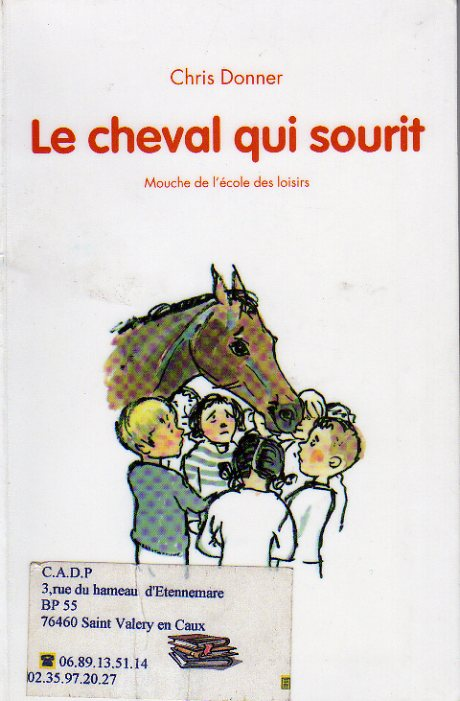 Chris Donner
Le cheval qui sourit
Mouche de l'école des loisirs
C.A.D.P
3,rue du hameau d'Etennemare
BP 55
76460 Saint Valery en Caux
☎ 06.89.13.51.14
02.35.97.20.27